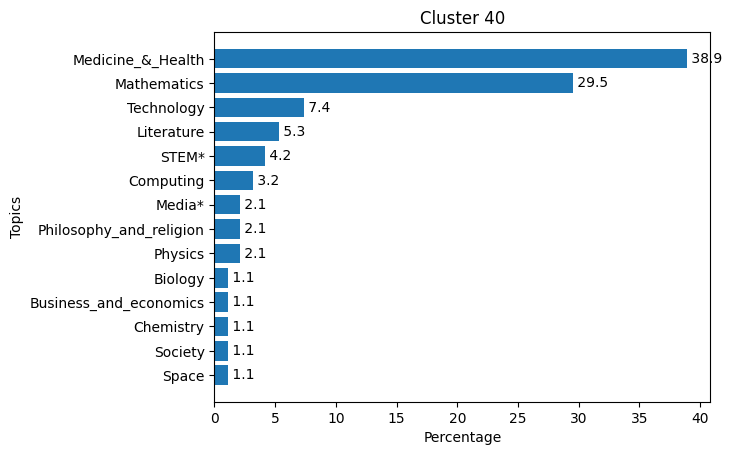 Cluster 40
Medicine_&_Health 38.9
Mathematics 29.5
Technology 7.4
Literature 5.3
STEM* 4.2
Computing 3.2
Media* 2.1
Philosophy_and_religion 2.1
Physics 2.1
Biology 1.1
Business_and_economics 1.1
Chemistry 1.1
Society 1.1
Space 1.1
Topics
0 5 10 15 20 25 30 35 40
Percentage